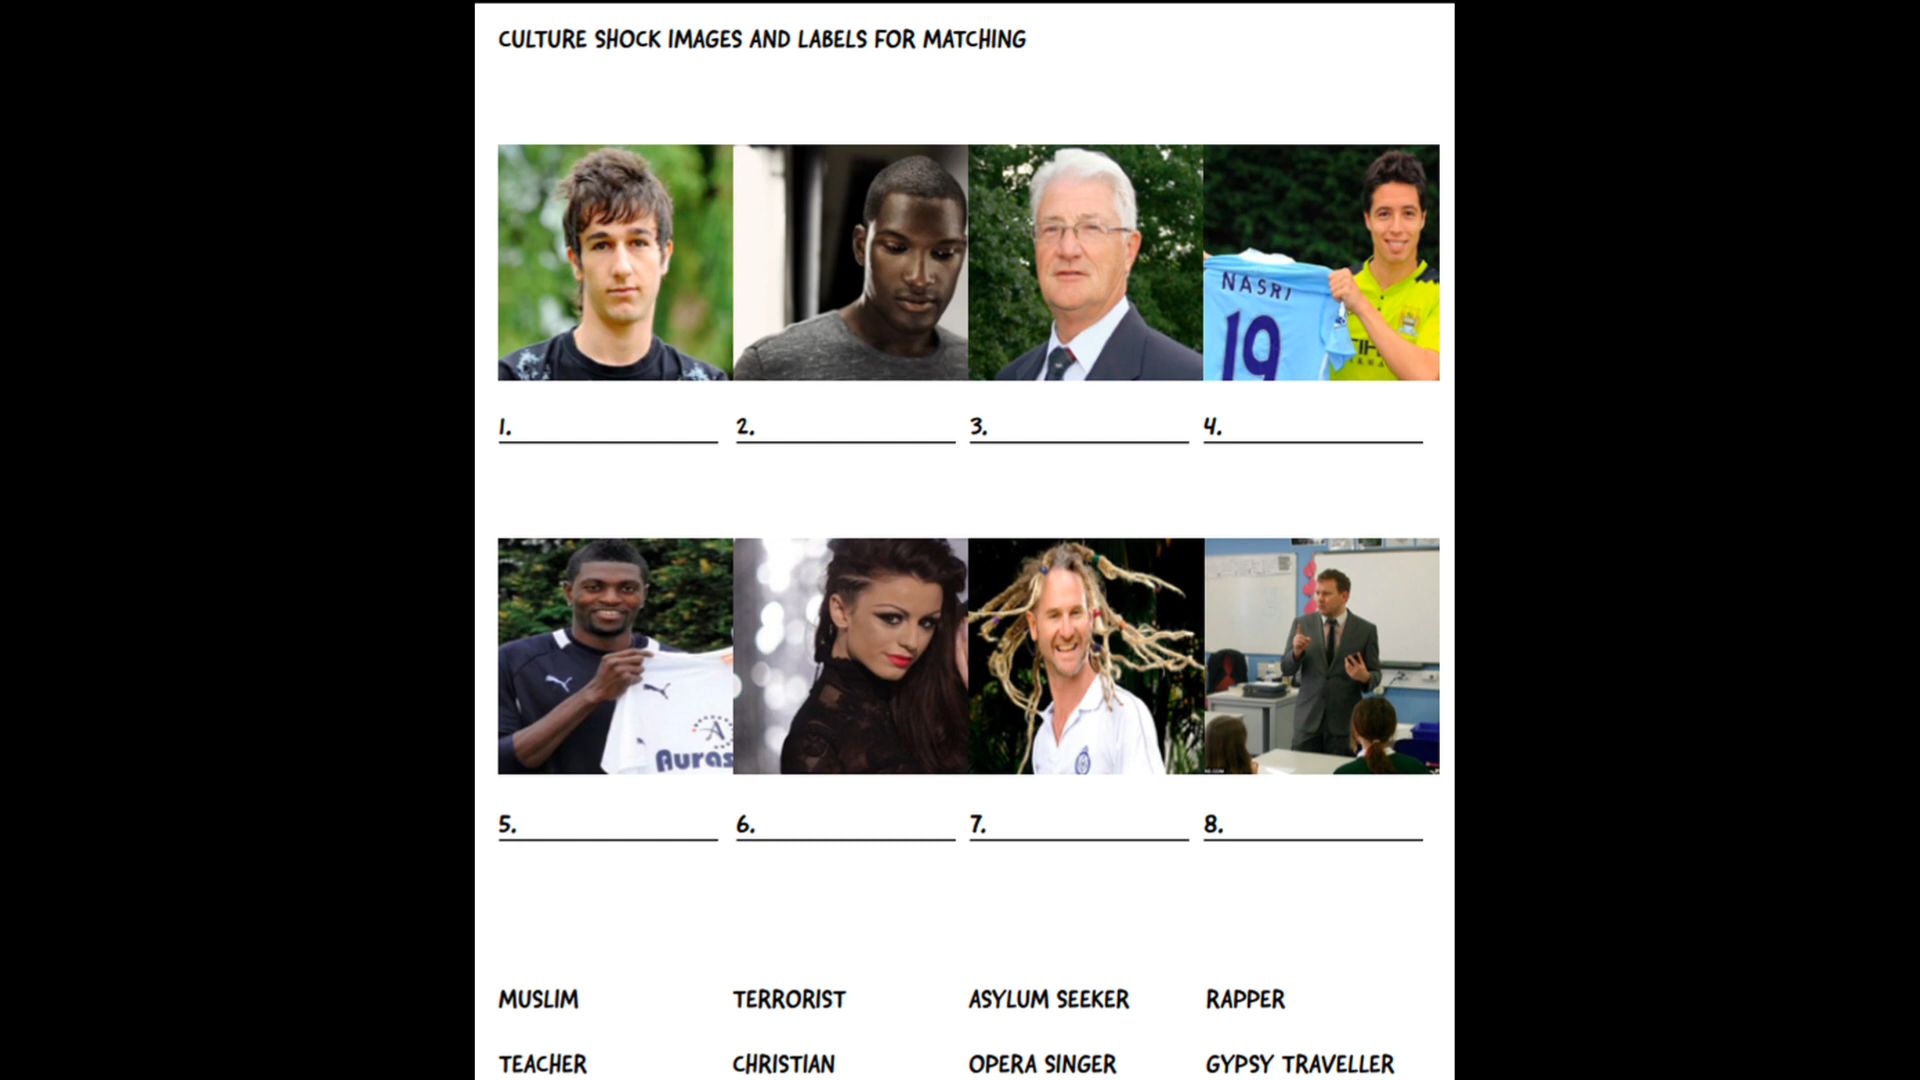 CULTURE SHOCK IMAGES AND LABELS FOR MATCHING
NASRI
19
1. 2. 3. 4.
Auras
5. 6. 7. 8.
MUSLIM TERRORIST ASYLUM SEEKER RAPPER
TEACHER CHRISTIAN OPERA SINGER GYPSY TRAVELLER